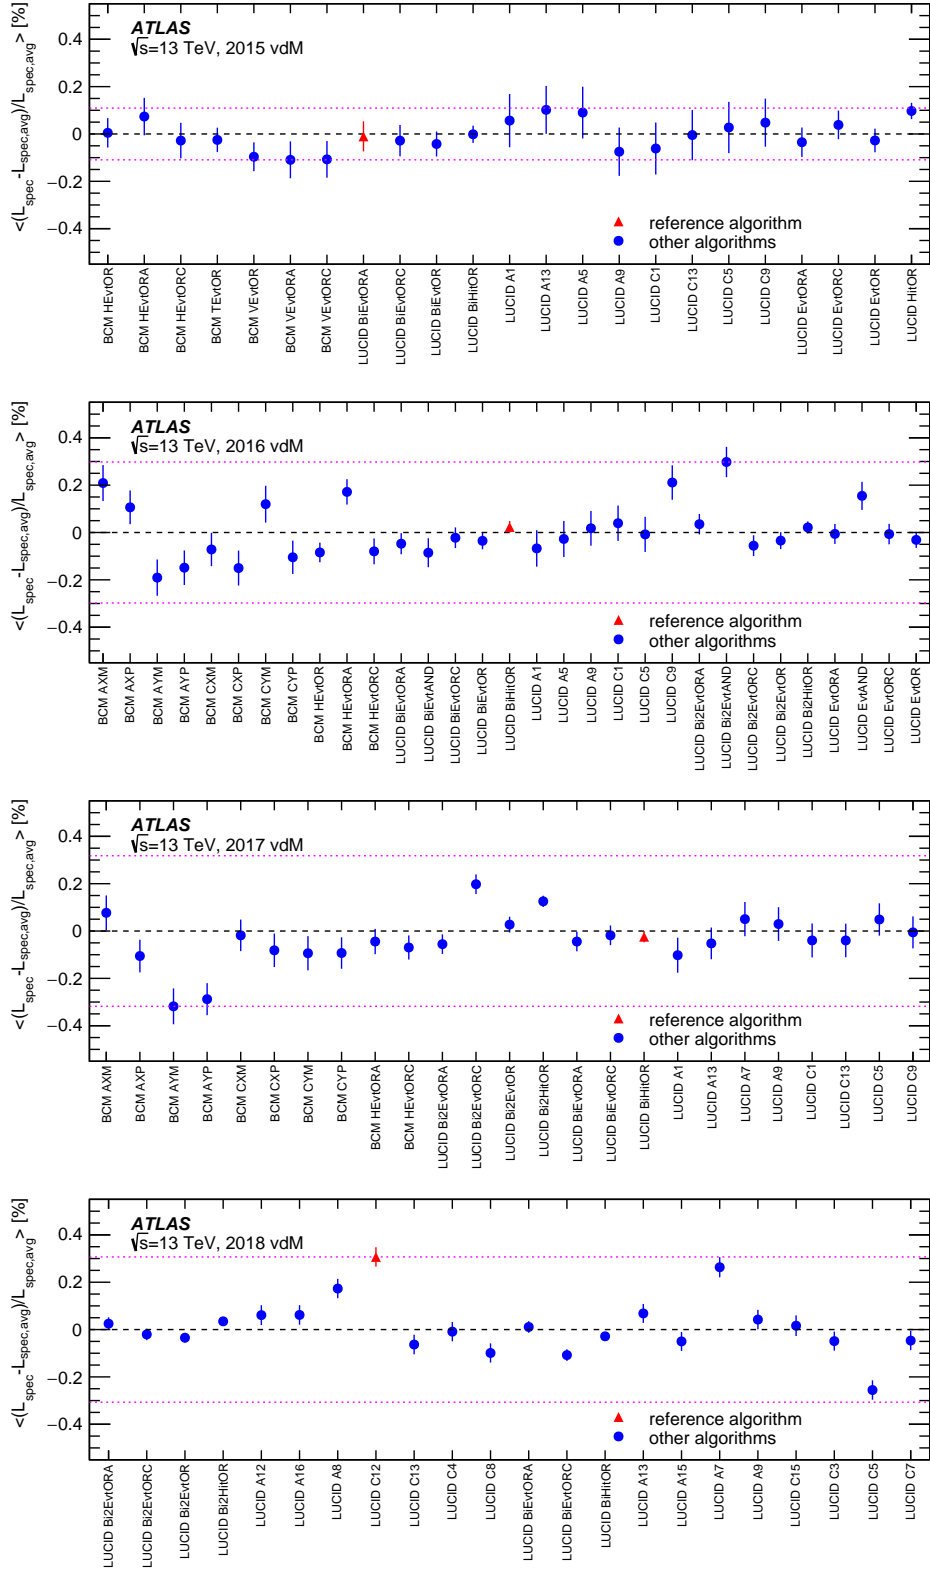 <(L_spec-L_spec,avg)/L_spec,avg> [%]
ATLAS
√s=13 TeV, 2015 vdM
0.4
0.2
0
−0.2
−0.4
reference algorithm
other algorithms
BCM HEvtOR
BCM HEvtORA
BCM HEvtORC
BCM TEvtOR
BCM VEvtOR
BCM VEvtORA
BCM VEvtORC
LUCID BiEvtORA
LUCID BiEvtORC
LUCID BiEvtOR
LUCID BiHitOR
LUCID A1
LUCID A13
LUCID A5
LUCID A9
LUCID C1
LUCID C13
LUCID C5
LUCID C9
LUCID EvtORA
LUCID EvtORC
LUCID EvtOR
LUCID HitOR
<(L_spec-L_spec,avg)/L_spec,avg> [%]
ATLAS
√s=13 TeV, 2016 vdM
0.4
0.2
0
−0.2
−0.4
reference algorithm
other algorithms
BCM AXM
BCM AXP
BCM AYM
BCM AYP
BCM CXM
BCM CXP
BCM CYM
BCM CYP
BCM HEvtOR
BCM HEvtORA
BCM HEvtORC
LUCID BiEvtORA
LUCID BiEvtAND
LUCID BiEvtORC
LUCID BiEvtOR
LUCID BiHitOR
LUCID A1
LUCID A5
LUCID A9
LUCID C1
LUCID C5
LUCID C9
LUCID Bi2EvtORA
LUCID Bi2EvtAND
LUCID Bi2EvtORC
LUCID Bi2EvtOR
LUCID Bi2HitOR
LUCID EvtORA
LUCID EvtAND
LUCID EvtORC
LUCID EvtOR
<(L_spec-L_spec,avg)/L_spec,avg> [%]
ATLAS
√s=13 TeV, 2017 vdM
0.4
0.2
0
−0.2
−0.4
reference algorithm
other algorithms
BCM AXM
BCM AXP
BCM AYM
BCM AYP
BCM CXM
BCM CXP
BCM CYM
BCM CYP
BCM HEvtORA
BCM HEvtORC
LUCID Bi2EvtORA
LUCID Bi2EvtORC
LUCID Bi2EvtOR
LUCID Bi2HitOR
LUCID BiEvtORA
LUCID BiEvtORC
LUCID BiHitOR
LUCID A1
LUCID A13
LUCID A7
LUCID A9
LUCID C1
LUCID C13
LUCID C5
LUCID C9
<(L_spec-L_spec,avg)/L_spec,avg> [%]
ATLAS
√s=13 TeV, 2018 vdM
0.4
0.2
0
−0.2
−0.4
reference algorithm
other algorithms
LUCID Bi2EvtORA
LUCID Bi2EvtORC
LUCID Bi2EvtOR
LUCID Bi2HitOR
LUCID A12
LUCID A16
LUCID A8
LUCID C12
LUCID C13
LUCID C4
LUCID C8
LUCID BiEvtORA
LUCID BiEvtORC
LUCID BiHitOR
LUCID A13
LUCID A15
LUCID A7
LUCID A9
LUCID C15
LUCID C3
LUCID C5
LUCID C7